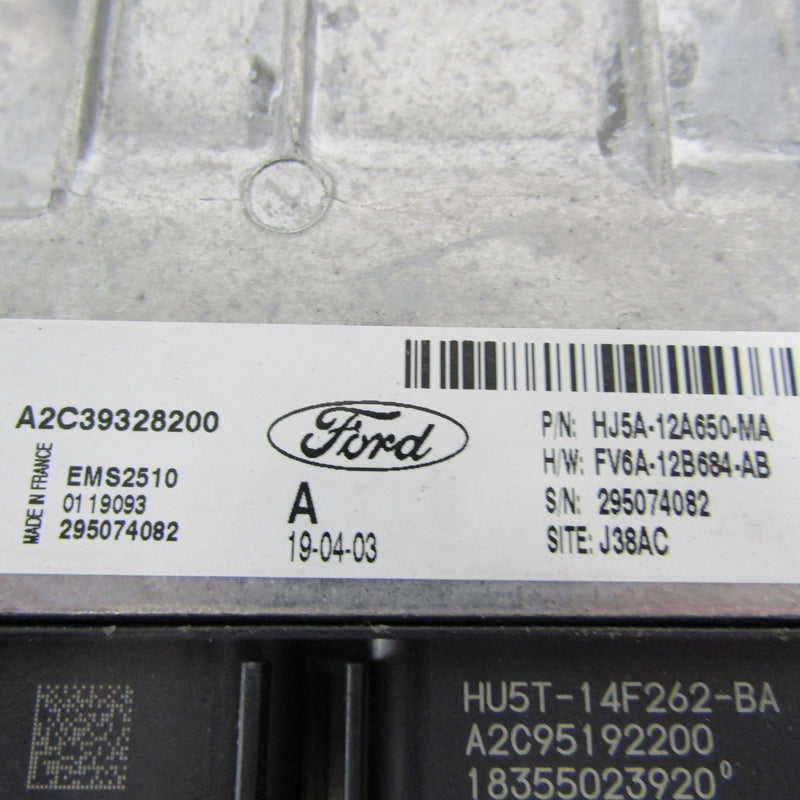 A2C39328200
MADE IN FRANCE
EMS2510
01 19093
295074082
Ford
A
19-04-03
P/N: HJ5A-12A650-MA
H/W: FV6A-12B684-AB
S/N: 295074082
SITE: J38AC
HU5T-14F262-BA
A2C95192200
18355023920⁰